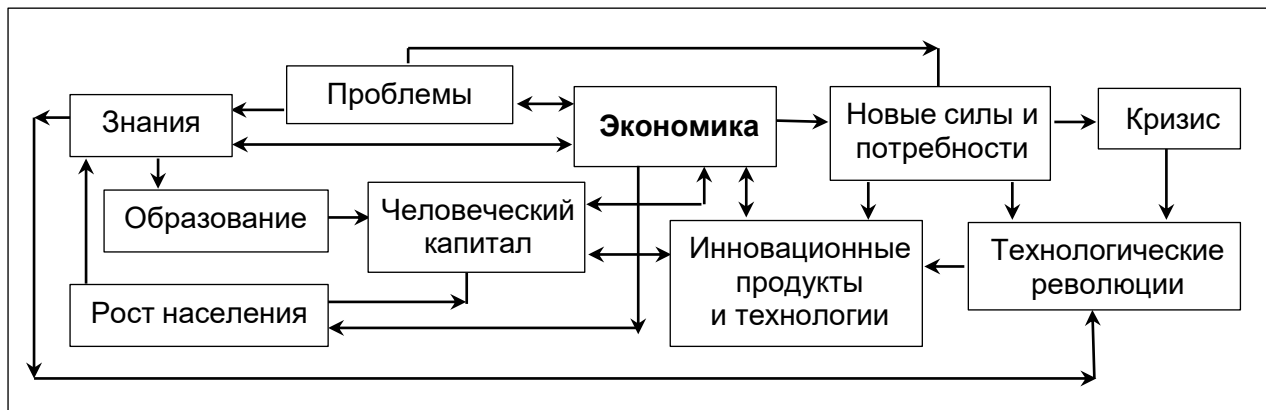 Проблемы
Знания
Экономика
Новые силы и
потребности
Кризис
Образование
Человеческий
капитал
Инновационные
продукты
и технологии
Технологические
революции
Рост населения